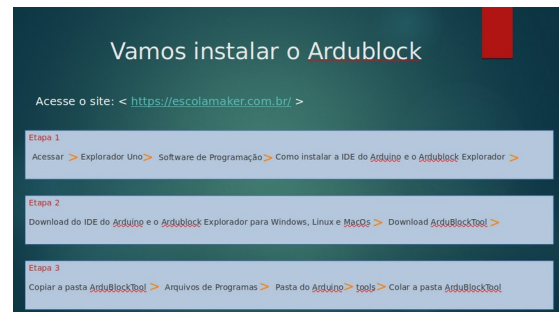 Vamos instalar o Ardublock
Acesse o site: < https://escolamaker.com.br/ >
Etapa 1
Acessar > Explorador Uno > Software de Programação > Como instalar a IDE do Arduino e o Ardublock Explorador >
Etapa 2
Download do IDE do Arduino e o Ardublock Explorador para Windows, Linux e MacOs > Download ArduBlockTool >
Etapa 3
Copiar a pasta ArduBlockTool > Arquivos de Programas > Pasta do Arduino > tools > Colar a pasta ArduBlockTool